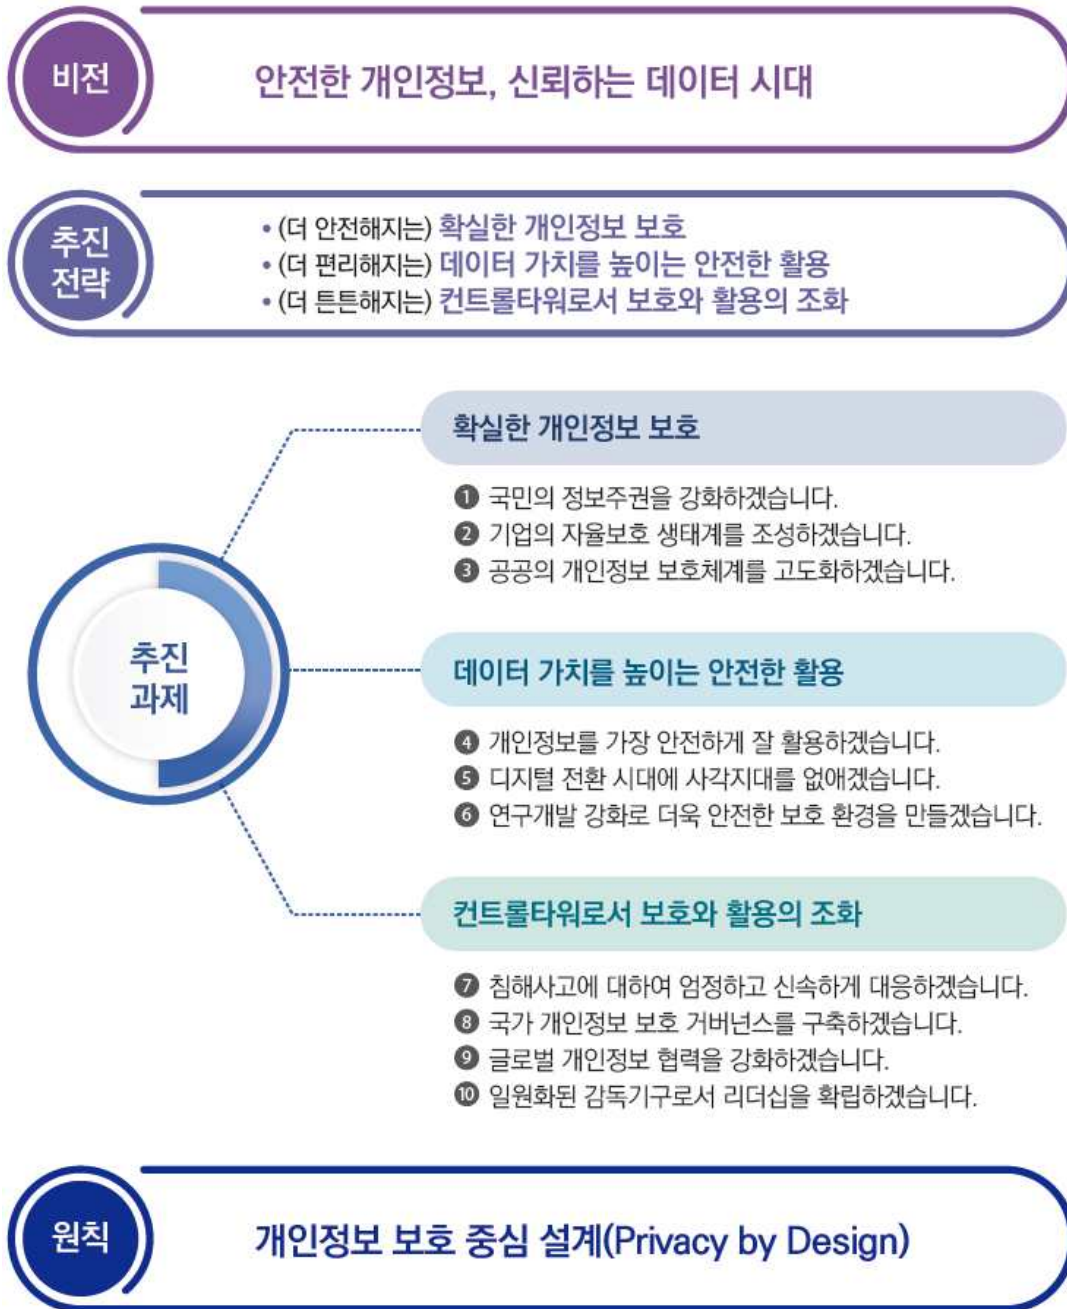 비전
안전한 개인정보, 신뢰하는 데이터 시대
추진
전략
• (더 안전해지는) 확실한 개인정보 보호
• (더 편리해지는) 데이터 가치를 높이는 안전한 활용
• (더 튼튼해지는) 컨트롤타워로서 보호와 활용의 조화
추진
과제
확실한 개인정보 보호
❶ 국민의 정보주권을 강화하겠습니다.
❷ 기업의 자율보호 생태계를 조성하겠습니다.
❸ 공공의 개인정보 보호체계를 고도화하겠습니다.
데이터 가치를 높이는 안전한 활용
❹ 개인정보를 가장 안전하게 잘 활용하겠습니다.
❺ 디지털 전환 시대에 사각지대를 없애겠습니다.
❻ 연구개발 강화로 더욱 안전한 보호 환경을 만들겠습니다.
컨트롤타워로서 보호와 활용의 조화
❼ 침해사고에 대하여 엄정하고 신속하게 대응하겠습니다.
❽ 국가 개인정보 보호 거버넌스를 구축하겠습니다.
❾ 글로벌 개인정보 협력을 강화하겠습니다.
❿ 일원화된 감독기구로서 리더십을 확립하겠습니다.
원칙
개인정보 보호 중심 설계(Privacy by Design)